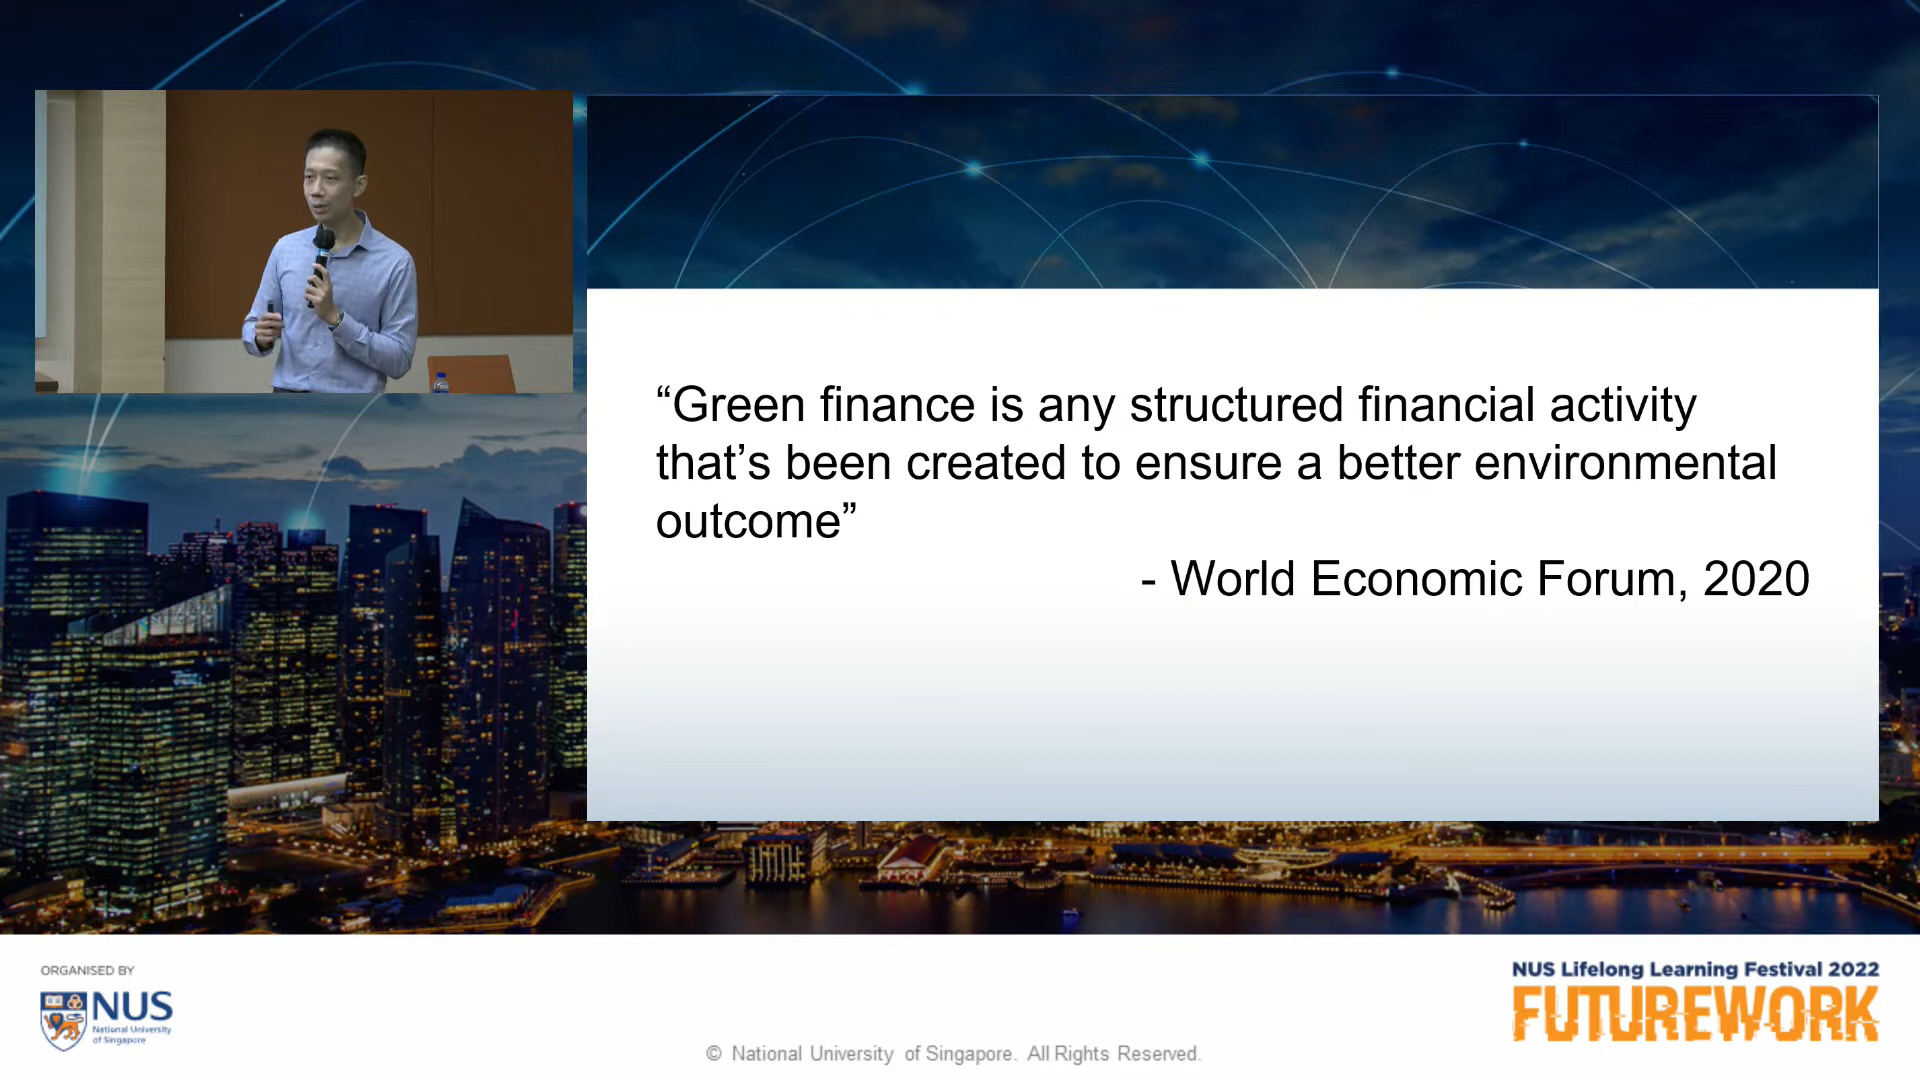 “Green finance is any structured financial activity
that’s been created to ensure a better environmental
outcome”
- World Economic Forum, 2020
ORGANISED BY
NUS
National University
of Singapore
NUS Lifelong Learning Festival 2022
FUTUREWORK
© National University of Singapore. All Rights Reserved.